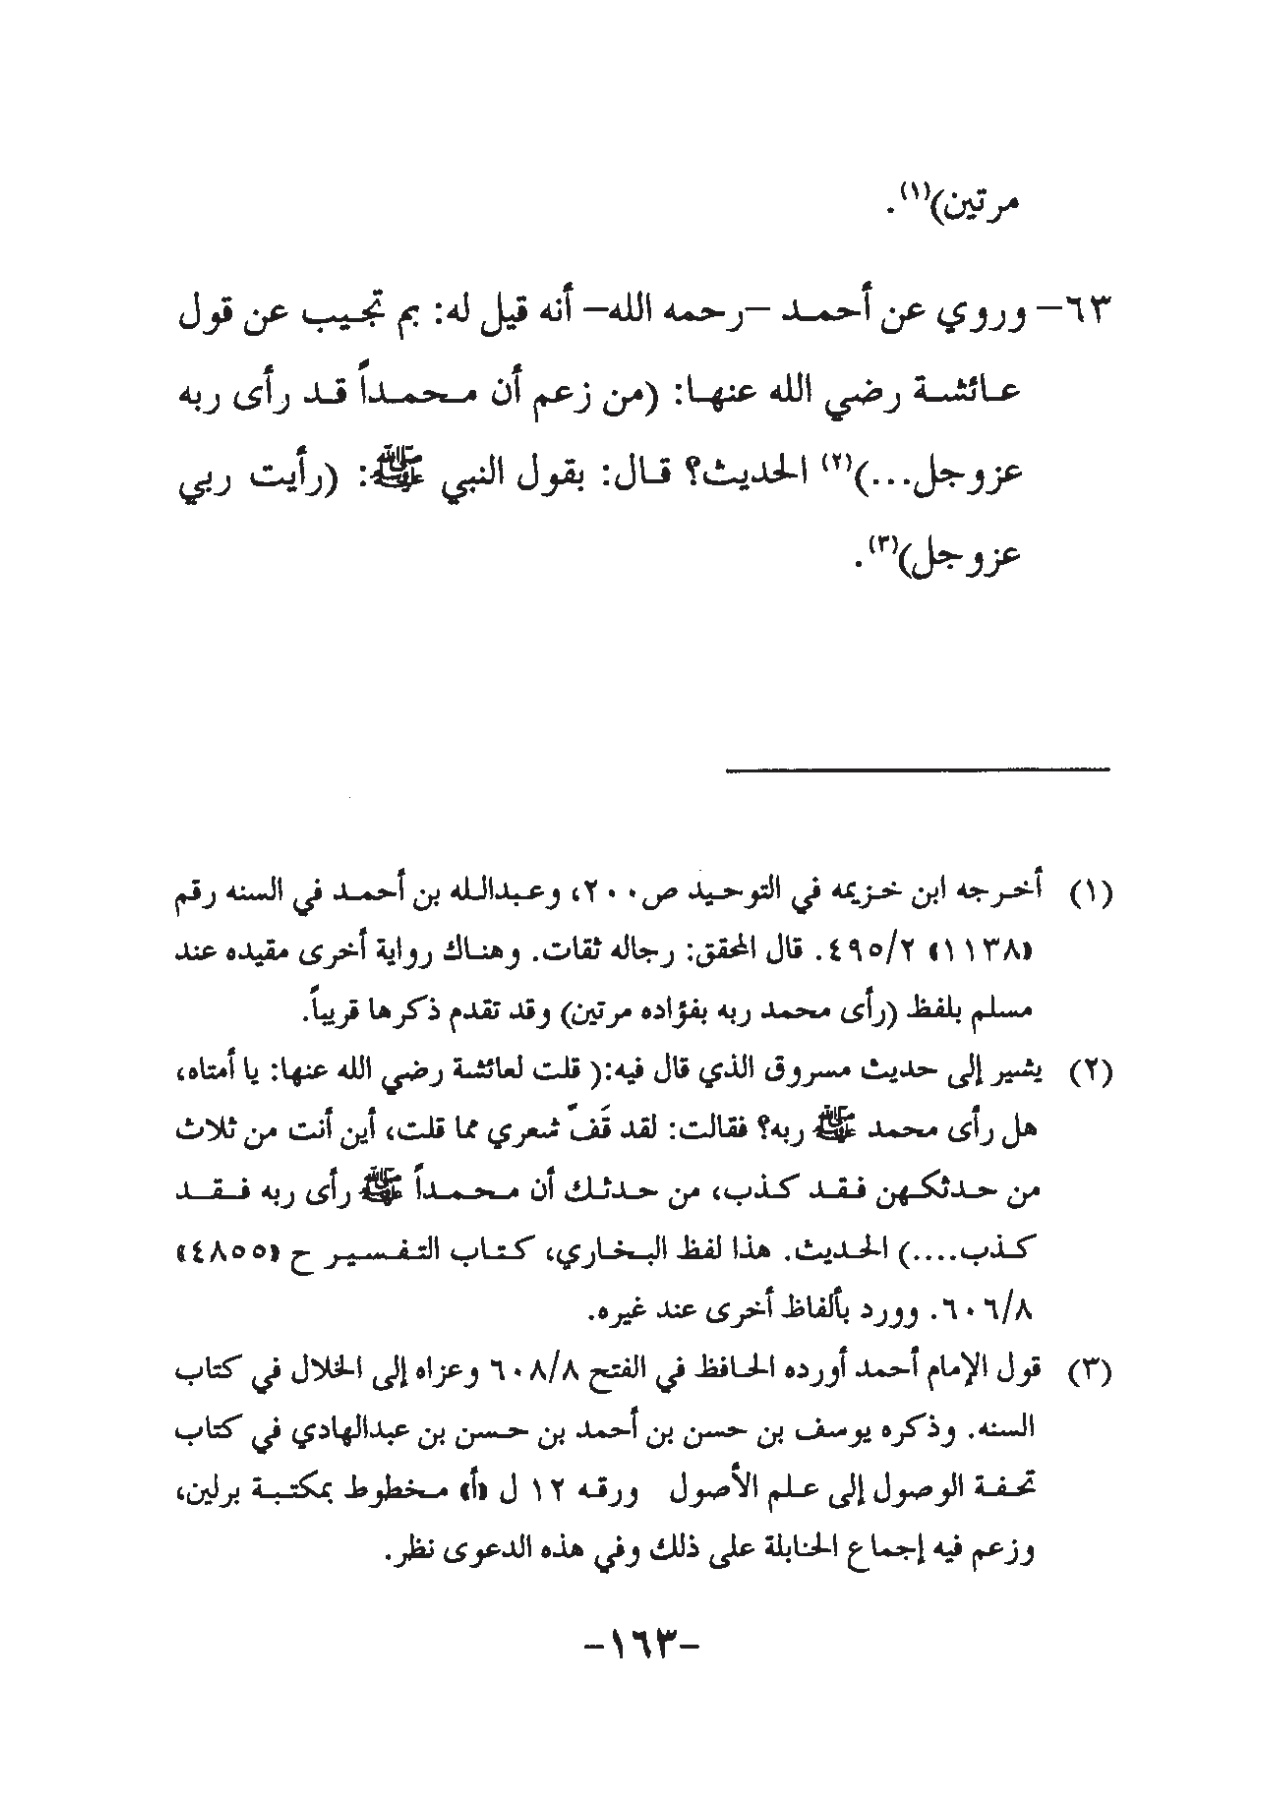 مرتين)(١).
٦٣- وروي عن أحمد -رحمه الله- أنه قيل له: بم تجيب عن قول
عائشة رضي الله عنها: (من زعم أن محمداً قد رأى ربه
عزوجل...)(٢) الحديث؟ قال: بقول النبي ﷺ: (رأيت ربي
عزوجل)(٣).
(١) أخرجه ابن خزيمه في التوحيد ص٢٠٠، وعبدالله بن أحمد في السنه رقم
«١١٣٨» ٤٩٥/٢. قال المحقق: رجاله ثقات. وهناك رواية أخرى مقيده عند
مسلم بلفظ (رأى محمد ربه بفؤاده مرتين) وقد تقدم ذكرها قريباً.
(٢) يشير إلى حديث مسروق الذي قال فيه:( قلت لعائشة رضي الله عنها: يا أمتاه،
هل رأى محمد ﷺ ربه؟ فقالت: لقد قَفّ شعري مما قلت، أين أنت من ثلاث
من حدثكهن فقد كذب، من حدثك أن محمداً ﷺ رأى ربه فقد
كذب....) الحديث. هذا لفظ البخاري، كتاب التفسير ح «٤٨٥٥»
٦٠٦/٨. وورد بألفاظ أخرى عند غيره.
(٣) قول الإمام أحمد أورده الحافظ في الفتح ٦٠٨/٨ وعزاه إلى الخلال في كتاب
السنه. وذكره يوسف بن حسن بن أحمد بن حسن بن عبدالهادي في كتاب
تحفة الوصول إلى علم الأصول ورقه ١٢ ل «أ» مخطوط بمكتبة برلين،
وزعم فيه إجماع الحنابلة على ذلك وفي هذه الدعوى نظر.
-١٦٣-